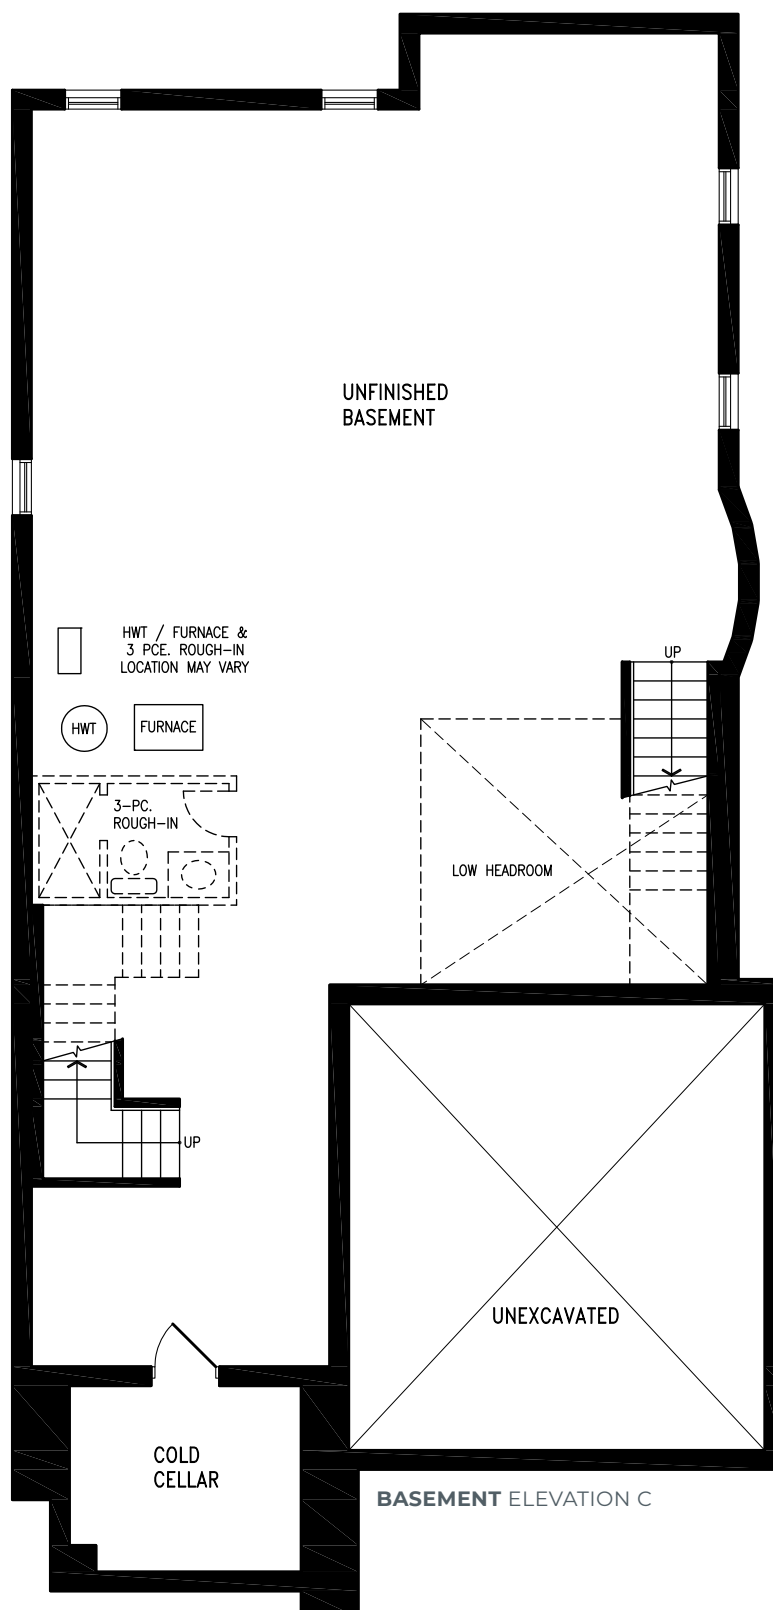 UNFINISHED
BASEMENT
HWT / FURNACE &
3 PCE. ROUGH-IN
LOCATION MAY VARY
UP
HWT
FURNACE
3-PC.
ROUGH-IN
LOW HEADROOM
UP
UNEXCAVATED
COLD
CELLAR
BASEMENT ELEVATION C